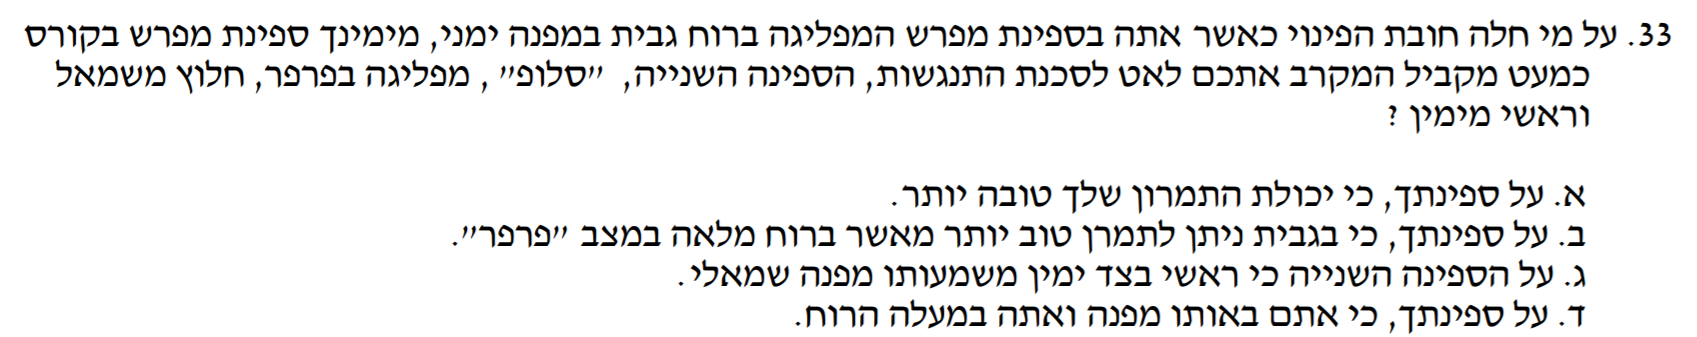 33. על מי חלה חובת הפינוי כאשר אתה בספינת מפרש המפליגה ברוח גבית במפנה ימני, מימינך ספינת מפרש בקורס
כמעט מקביל המקרב אתכם לאט לסכנת התנגשות, הספינה השנייה, "סלופ", מפליגה בפרפר, חלוץ משמאל
וראשי מימין ?
א. על ספינתך, כי יכולת התמרון שלך טובה יותר.
ב. על ספינתך, כי בגבית ניתן לתמרן טוב יותר מאשר ברוח מלאה במצב "פרפר".
ג. על הספינה השנייה כי ראשי בצד ימין משמעותו מפנה שמאלי.
ד. על ספינתך, כי אתם באותו מפנה ואתה במעלה הרוח.